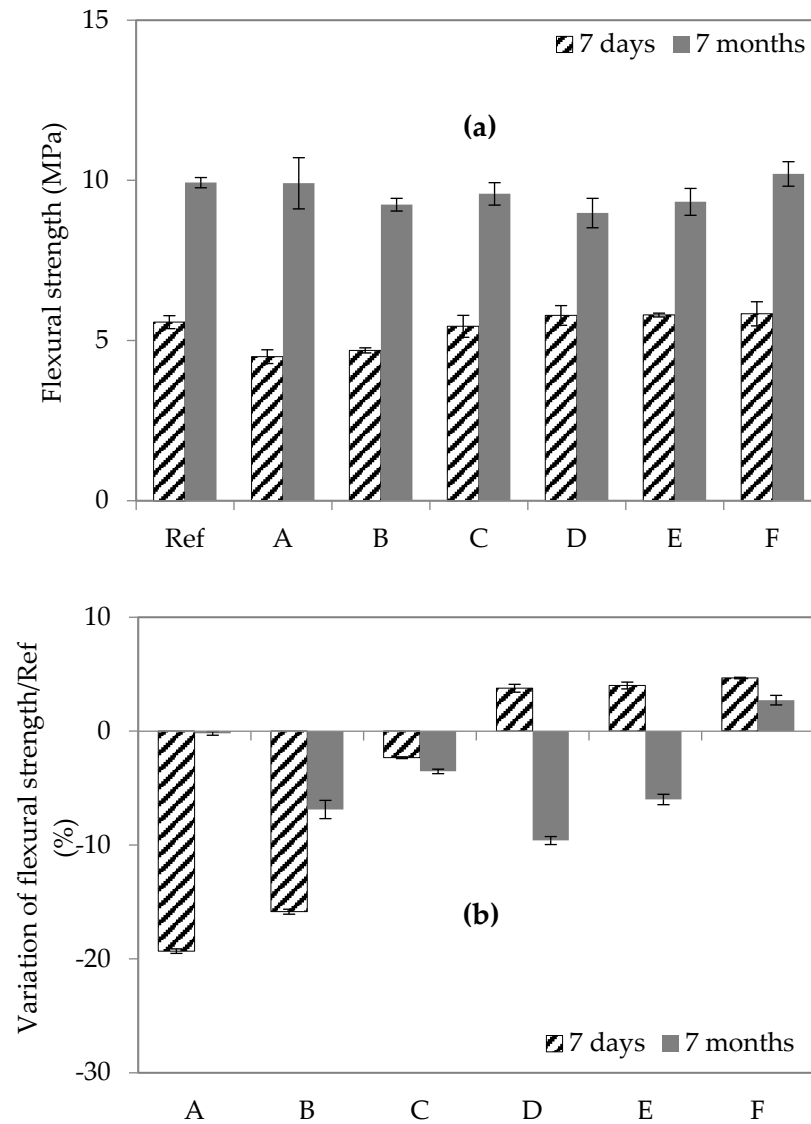 15
7 days 7 months
(a)
10
Flexural strength (MPa)
5
0
Ref A B C D E F
10
0
Variation of flexural strength/Ref
(%)
-10
(b)
-20
7 days 7 months
-30
A B C D E F